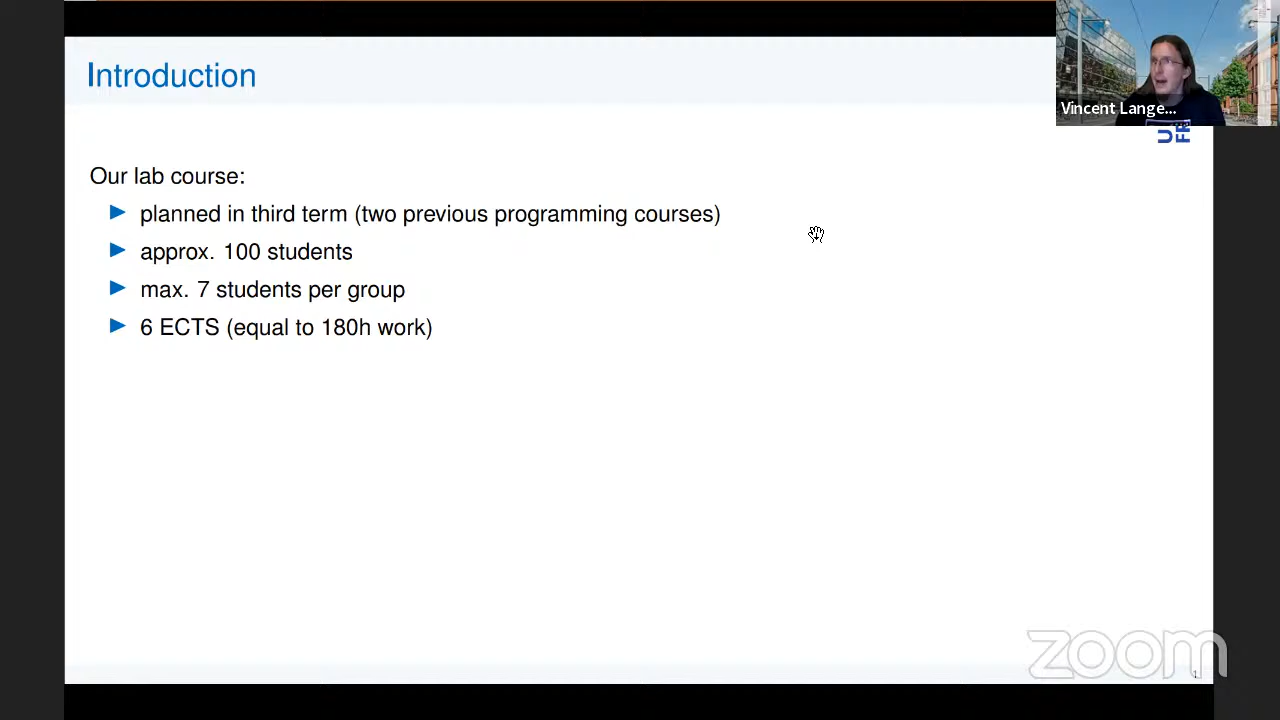 Introduction
Vincent Lange...
Our lab course:
planned in third term (two previous programming courses)
approx. 100 students
max. 7 students per group
6 ECTS (equal to 180h work)
zoom
1